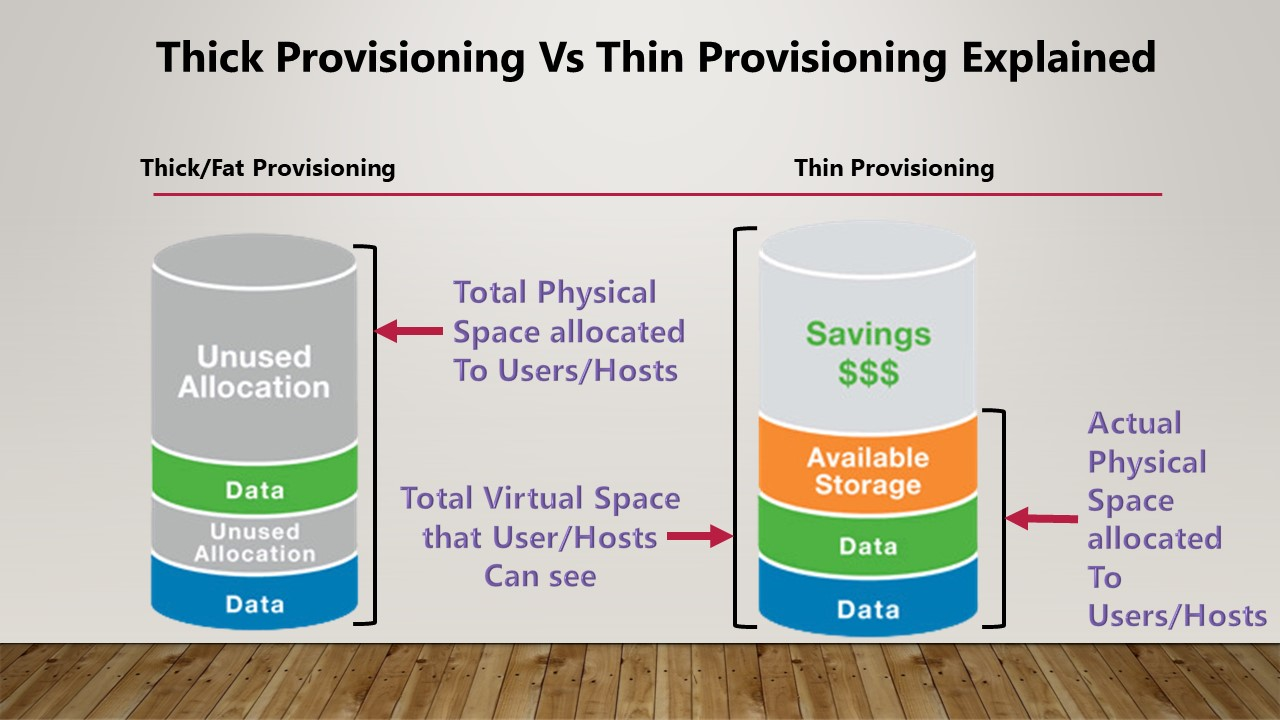 Thick Provisioning Vs Thin Provisioning Explained
Thick/Fat Provisioning
Thin Provisioning
Unused
Allocation
Data
Unused
Allocation
Data
Total Physical
Space allocated
To Users/Hosts
Total Virtual Space
that User/Hosts
Can see
Savings
$$$
Available
Storage
Data
Data
Actual
Physical
Space
allocated
To
Users/Hosts